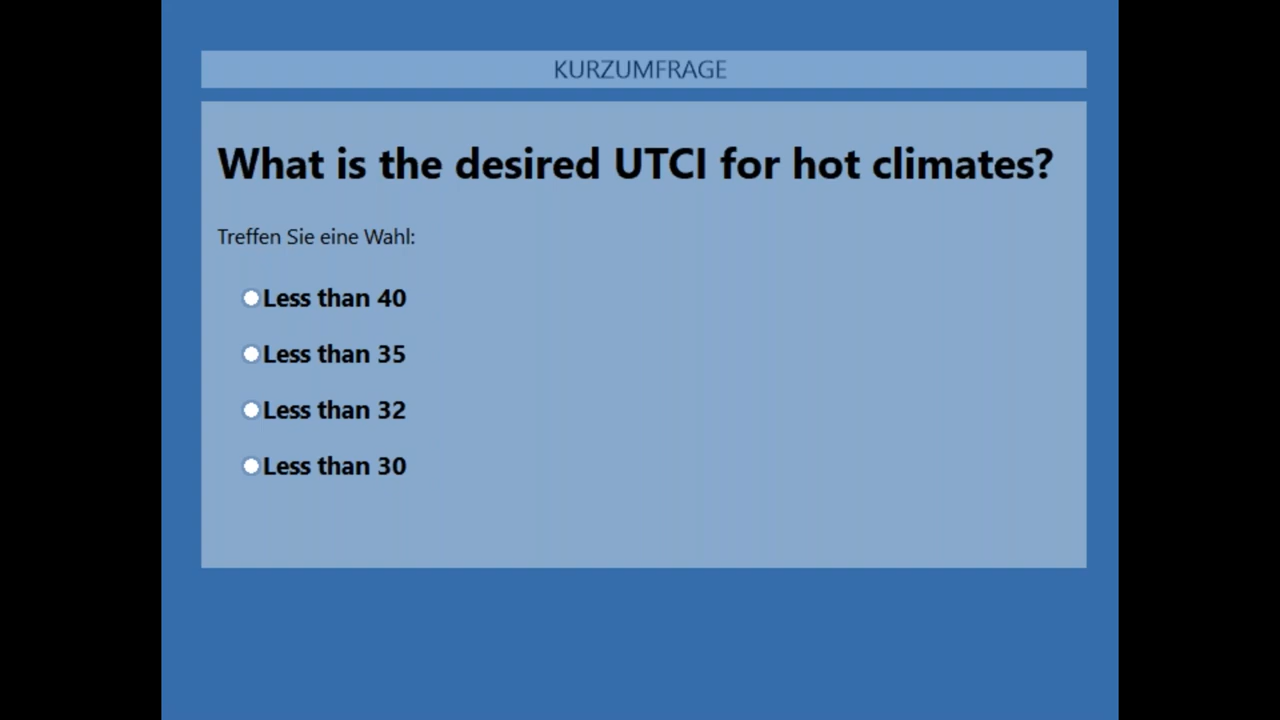 KURZUMFRAGE
What is the desired UTCI for hot climates?
Treffen Sie eine Wahl:
Less than 40
Less than 35
Less than 32
Less than 30